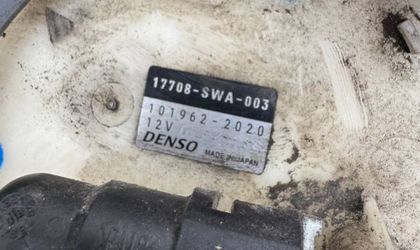 17708-SWA-003
101962-2020
12V
DENSO MADE IN JAPAN